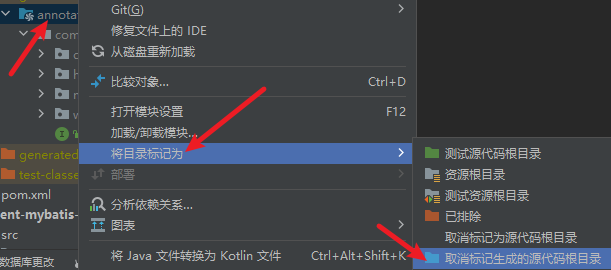 annota
com
generated
test-classe
pom.xml
ent-mybatis
src
数据库更改
Git(G)
修复文件上的 IDE
从磁盘重新加载
比较对象... Ctrl+D
打开模块设置 F12
加载/卸载模块...
将目录标记为
部署
分析依赖关系...
图表
将 Java 文件转换为 Kotlin 文件 Ctrl+Alt+Shift+K
测试源代码根目录
资源根目录
测试资源根目录
已排除
取消标记为源代码根目录
取消标记生成的源代码根目录